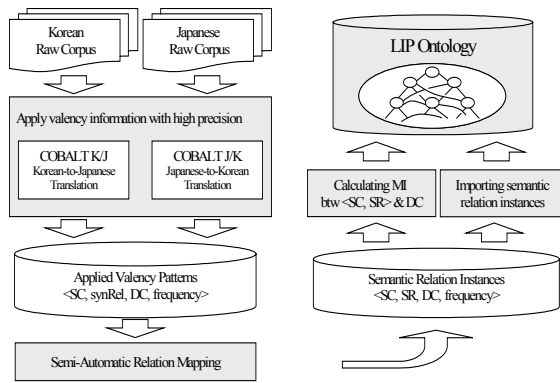 Korean
Raw Corpus
Japanese
Raw Corpus
Apply valency information with high precision
COBALT K/J
Korean-to-Japanese
Translation
COBALT J/K
Japanese-to-Korean
Translation
Applied Valency Patterns
<SC, synRel, DC, frequency>
Semi-Automatic Relation Mapping
LIP Ontology
Calculating MI
btw <SC, SR> & DC
Importing semantic
relation instances
Semantic Relation Instances
<SC, SR, DC, frequency>